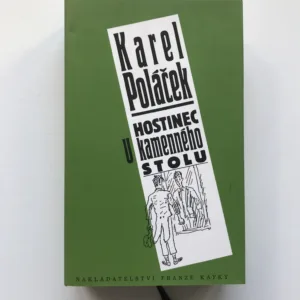 Karel
Poláček
HOSTINEC
U kamenného
STOLU
NAKLADATELSTVÍ FRANZE KAFKY